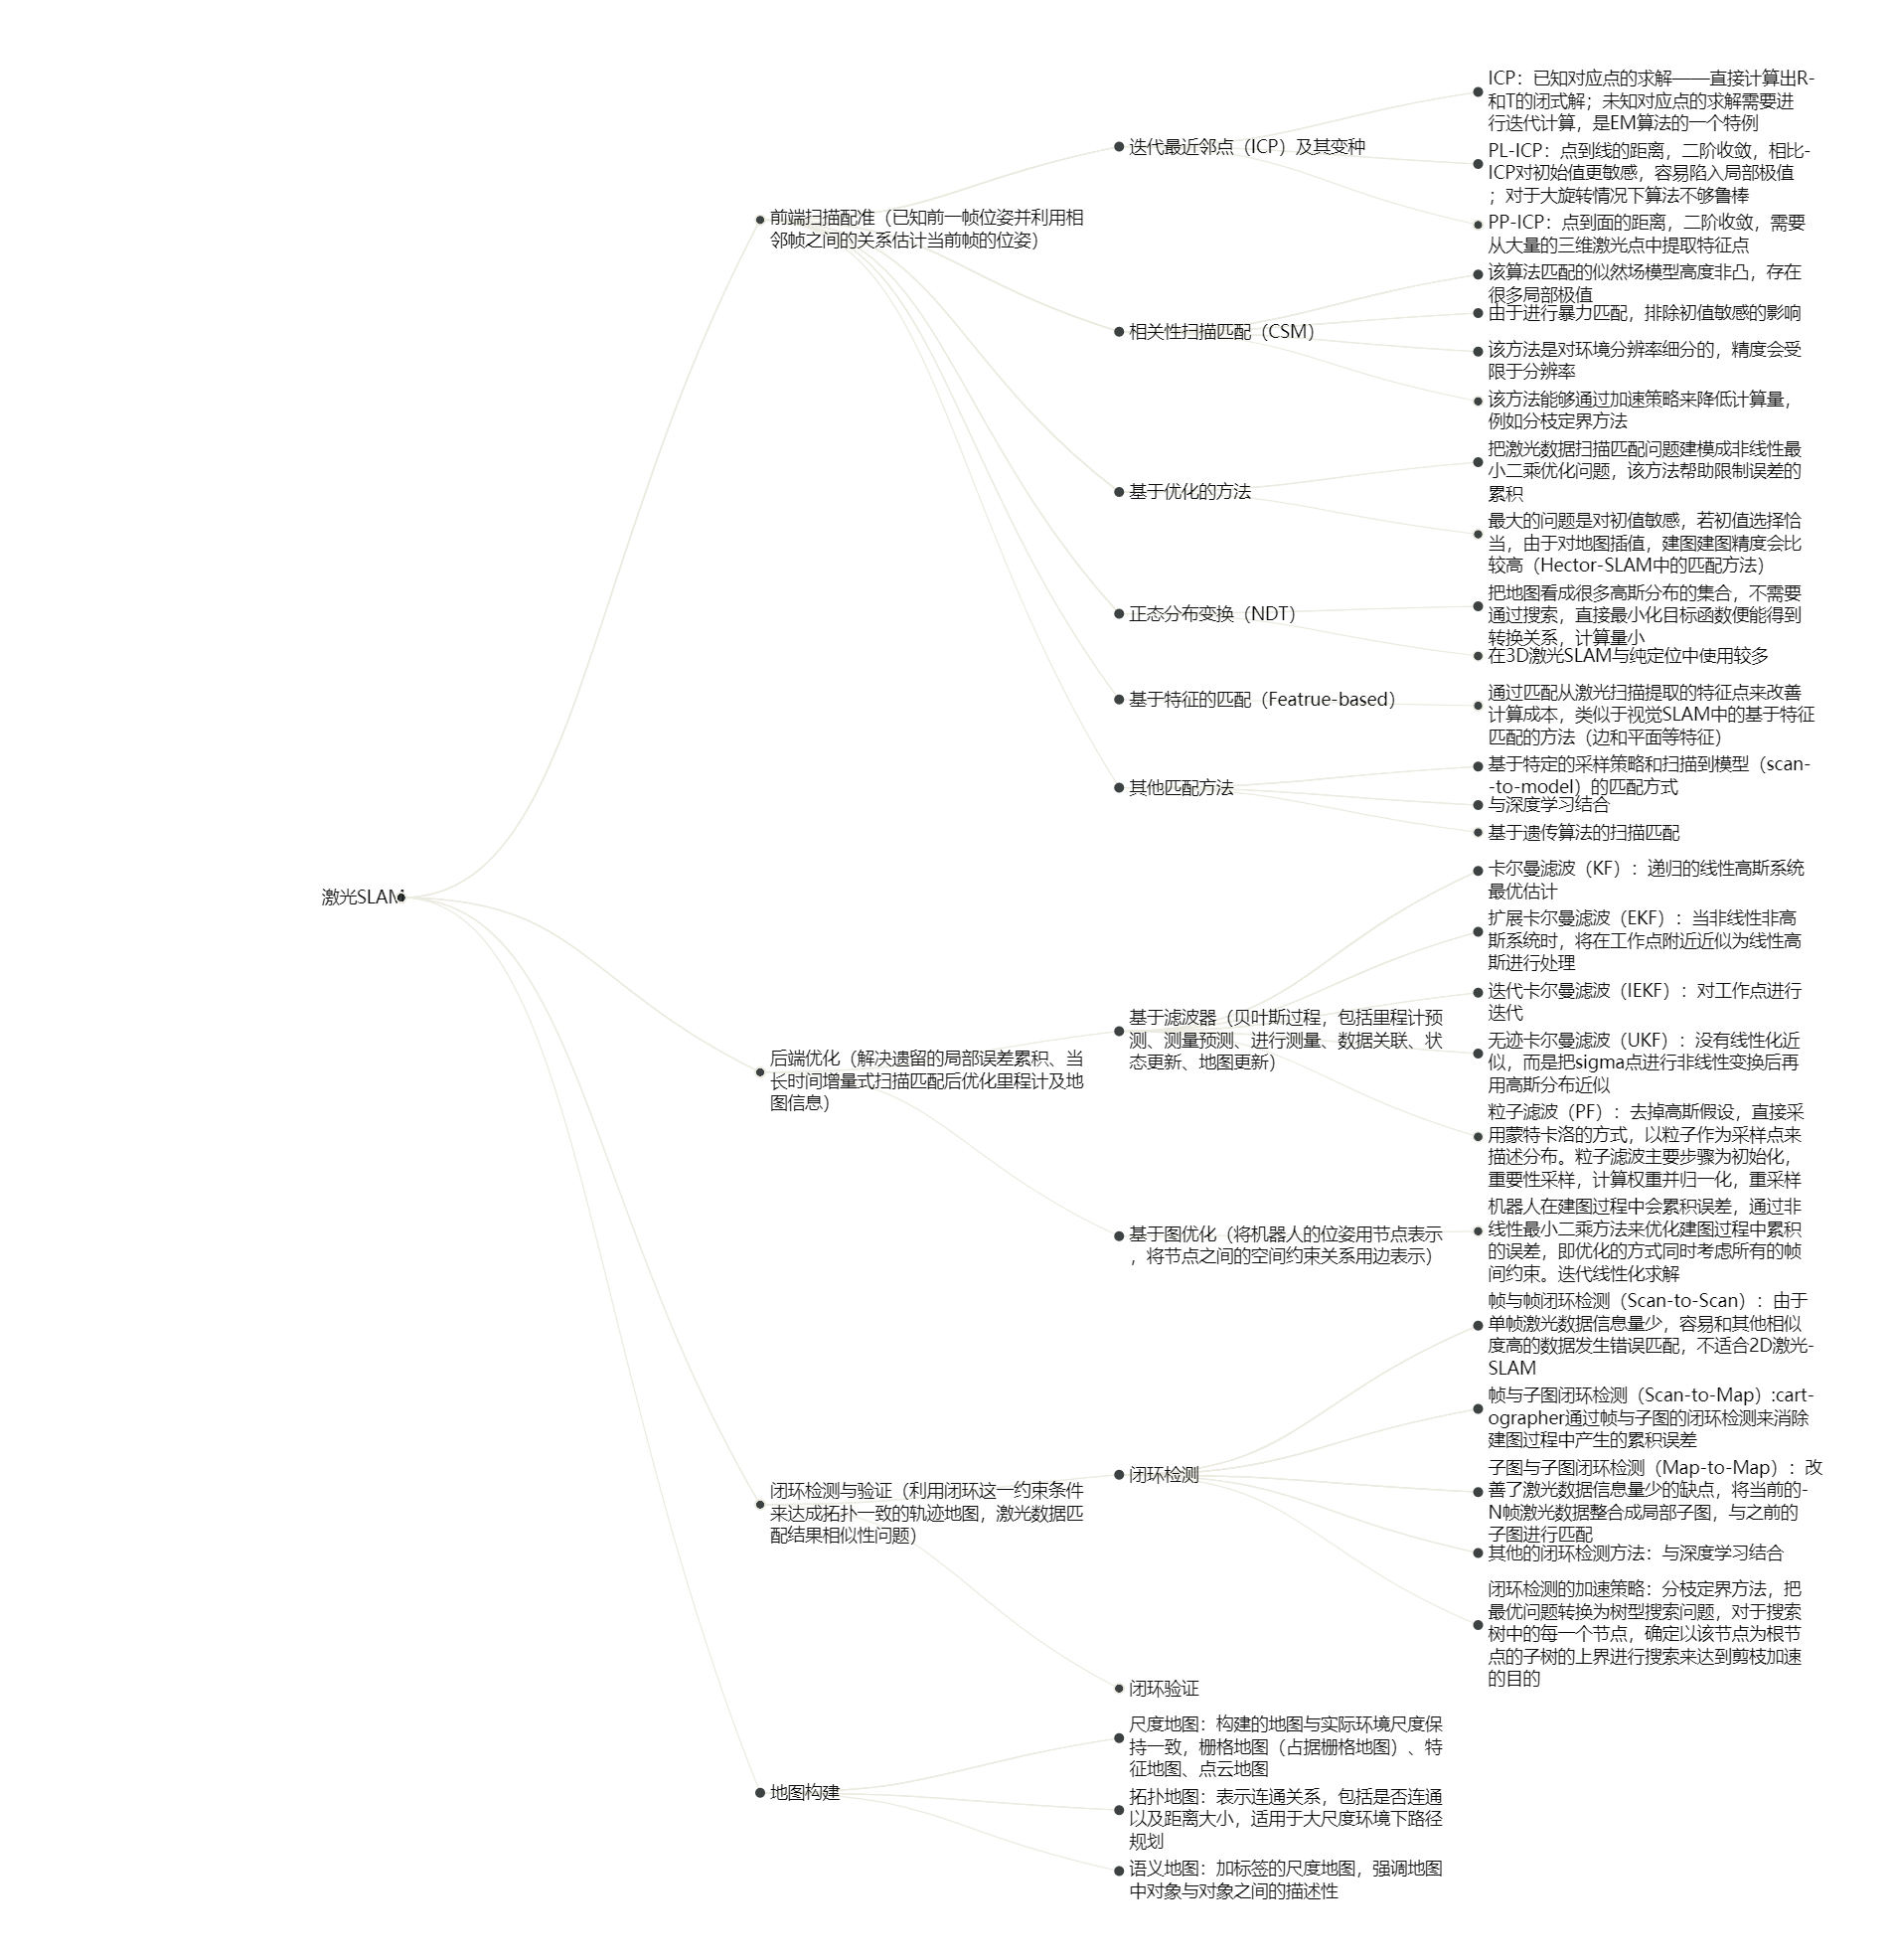 激光SLAM
前端扫描配准（已知前一帧位姿并利用相
邻帧之间的关系估计当前帧的位姿）
迭代最近邻点（ICP）及其变种
ICP：已知对应点的求解——直接计算出R-
和T的闭式解；未知对应点的求解需要进
行迭代计算，是EM算法的一个特例
PL-ICP：点到线的距离，二阶收敛，相比-
ICP对初始值更敏感，容易陷入局部极值
；对于大旋转情况下算法不够鲁棒
PP-ICP：点到面的距离，二阶收敛，需要
从大量的三维激光点中提取特征点
相关性扫描匹配（CSM）
该算法匹配的似然场模型高度非凸，存在
很多局部极值
由于进行暴力匹配，排除初值敏感的影响
该方法是对环境分辨率细分的，精度会受
限于分辨率
该方法能够通过加速策略来降低计算量，
例如分枝定界方法
基于优化的方法
把激光数据扫描匹配问题建模成非线性最
小二乘优化问题，该方法帮助限制误差的
累积
最大的问题是对初值敏感，若初值选择恰
当，由于对地图插值，建图建图精度会比
较高（Hector-SLAM中的匹配方法）
正态分布变换（NDT）
把地图看成很多高斯分布的集合，不需要
通过搜索，直接最小化目标函数便能得到
转换关系，计算量小
在3D激光SLAM与纯定位中使用较多
基于特征的匹配（Featrue-based）
通过匹配从激光扫描提取的特征点来改善
计算成本，类似于视觉SLAM中的基于特征
匹配的方法（边和平面等特征）
其他匹配方法
基于特定的采样策略和扫描到模型（scan-
-to-model）的匹配方式
与深度学习结合
基于遗传算法的扫描匹配
后端优化（解决遗留的局部误差累积、当
长时间增量式扫描匹配后优化里程计及地
图信息）
基于滤波器（贝叶斯过程，包括里程计预
测、测量预测、进行测量、数据关联、状
态更新、地图更新）
卡尔曼滤波（KF）：递归的线性高斯系统
最优估计
扩展卡尔曼滤波（EKF）：当非线性非高
斯系统时，将在工作点附近近似为线性高
斯进行处理
迭代卡尔曼滤波（IEKF）：对工作点进行
迭代
无迹卡尔曼滤波（UKF）：没有线性化近
似，而是把sigma点进行非线性变换后再
用高斯分布近似
粒子滤波（PF）：去掉高斯假设，直接采
用蒙特卡洛的方式，以粒子作为采样点来
描述分布。粒子滤波主要步骤为初始化，
重要性采样，计算权重并归一化，重采样
基于图优化（将机器人的位姿用节点表示
，将节点之间的空间约束关系用边表示）
机器人在建图过程中会累积误差，通过非
线性最小二乘方法来优化建图过程中累积
的误差，即优化的方式同时考虑所有的帧
间约束。迭代线性化求解
闭环检测与验证（利用闭环这一约束条件
来达成拓扑一致的轨迹地图，激光数据匹
配结果相似性问题）
闭环检测
帧与帧闭环检测（Scan-to-Scan）：由于
单帧激光数据信息量少，容易和其他相似
度高的数据发生错误匹配，不适合2D激光-
SLAM
帧与子图闭环检测（Scan-to-Map）:cart-
ographer通过帧与子图的闭环检测来消除
建图过程中产生的累积误差
子图与子图闭环检测（Map-to-Map）：改
善了激光数据信息量少的缺点，将当前的-
N帧激光数据整合成局部子图，与之前的
子图进行匹配
其他的闭环检测方法：与深度学习结合
闭环检测的加速策略：分枝定界方法，把
最优问题转换为树型搜索问题，对于搜索
树中的每一个节点，确定以该节点为根节
点的子树的上界进行搜索来达到剪枝加速
的目的
闭环验证
地图构建
尺度地图：构建的地图与实际环境尺度保
持一致，栅格地图（占据栅格地图）、特
征地图、点云地图
拓扑地图：表示连通关系，包括是否连通
以及距离大小，适用于大尺度环境下路径
规划
语义地图：加标签的尺度地图，强调地图
中对象与对象之间的描述性